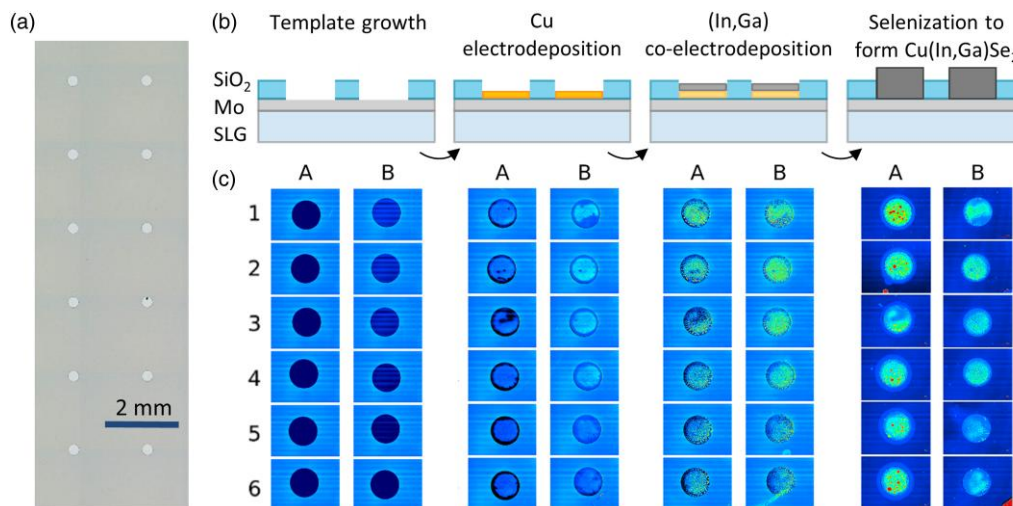 (a)
2 mm
(b)
Template growth
Cu
electrodeposition
(In,Ga)
co-electrodeposition
Selenization to
form Cu(In,Ga)Se₂
SiO₂
Mo
SLG
(c)
A B A B A B A B
1
2
3
4
5
6